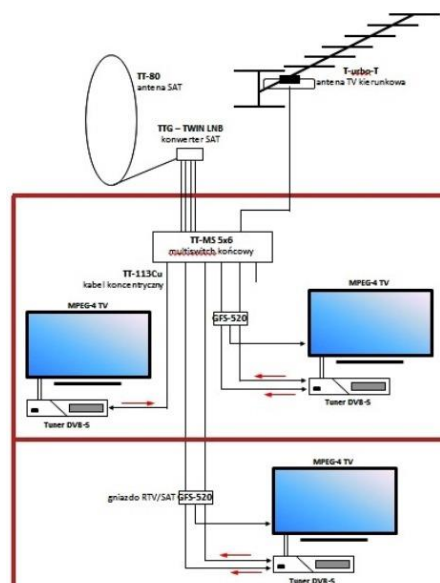 TT-80
antena SAT
T-urbo-T
antena TV kierunkowa
TTG – TWIN LNB
konwerter SAT
TT-MS 5x6
multiswitch końcowy
TT-113Cu
kabel koncentryczny
MPEG-4 TV
MPEG-4 TV
GFS-520
Tuner DVB-S
Tuner DVB-S
MPEG-4 TV
gniazdo RTV/SAT GFS-520
Tuner DVB-S